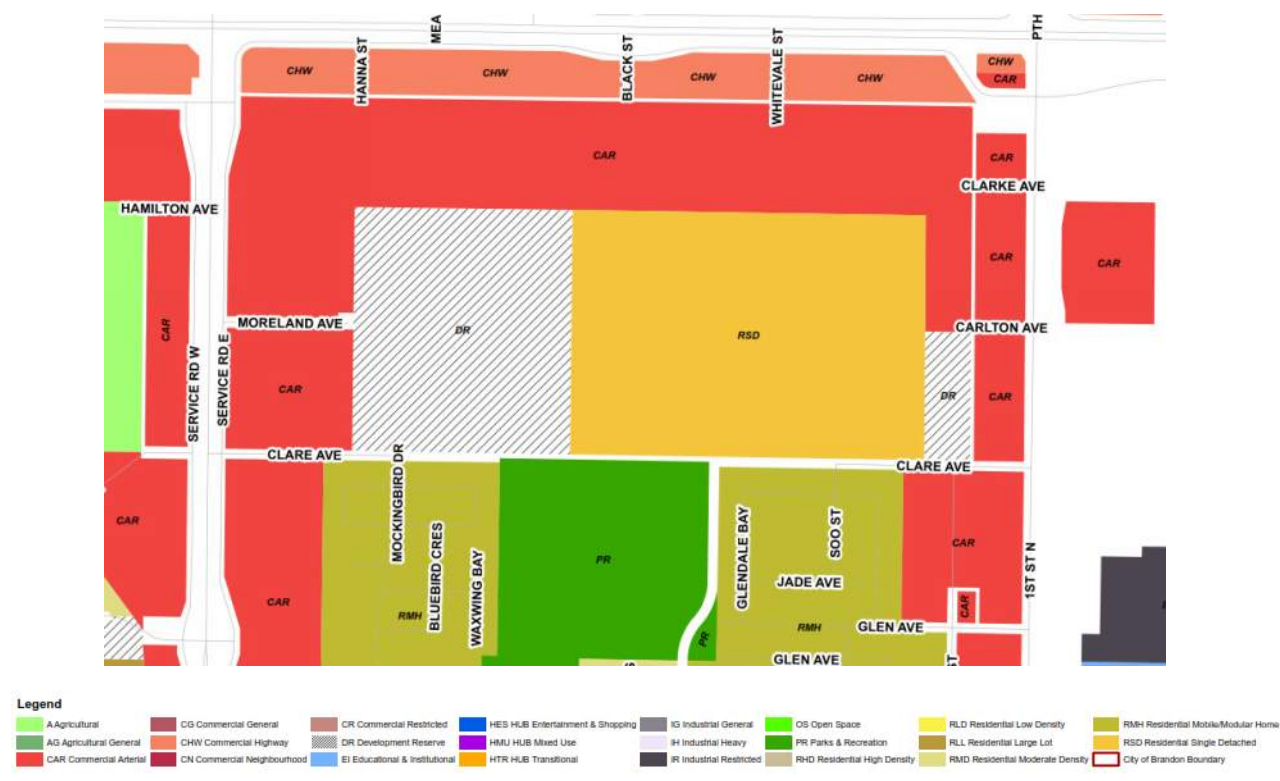 MEA
PTH
HANNA ST
BLACK ST
WHITEVALE ST
CHW
CHW
CHW
CHW
CHW
CAR
CAR
CAR
CLARKE AVE
HAMILTON AVE
CAR
CAR
CAR
SERVICE RD W
SERVICE RD E
MORELAND AVE
DR
RSD
CARLTON AVE
CAR
DR
CAR
CLARE AVE
CLARE AVE
MOCKINGBIRD DR
BLUEBIRD CRES
WAXWING BAY
GLENDALE BAY
SOO ST
1ST ST N
CAR
CAR
PR
JADE AVE
CAR
CAR
RMH
PR
RMH
GLEN AVE
GLEN AVE
S
ST
Legend
A Agricultural
CG Commercial General
CR Commercial Restricted
HES HUB Entertainment & Shopping
IG Industrial General
OS Open Space
RLD Residential Low Density
RMH Residential Mobile/Modular Home
AG Agricultural General
CHW Commercial Highway
DR Development Reserve
HMU HUB Mixed Use
IH Industrial Heavy
PR Parks & Recreation
RLL Residential Large Lot
RSD Residential Single Detached
CAR Commercial Arterial
CN Commercial Neighbourhood
EI Educational & Institutional
HTR HUB Transitional
IR Industrial Restricted
RHD Residential High Density
RMD Residential Moderate Density
City of Brandon Boundary